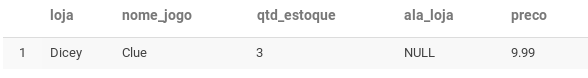 loja nome_jogo qtd_estoque ala_loja preco
1 Dicey Clue 3 NULL 9.99